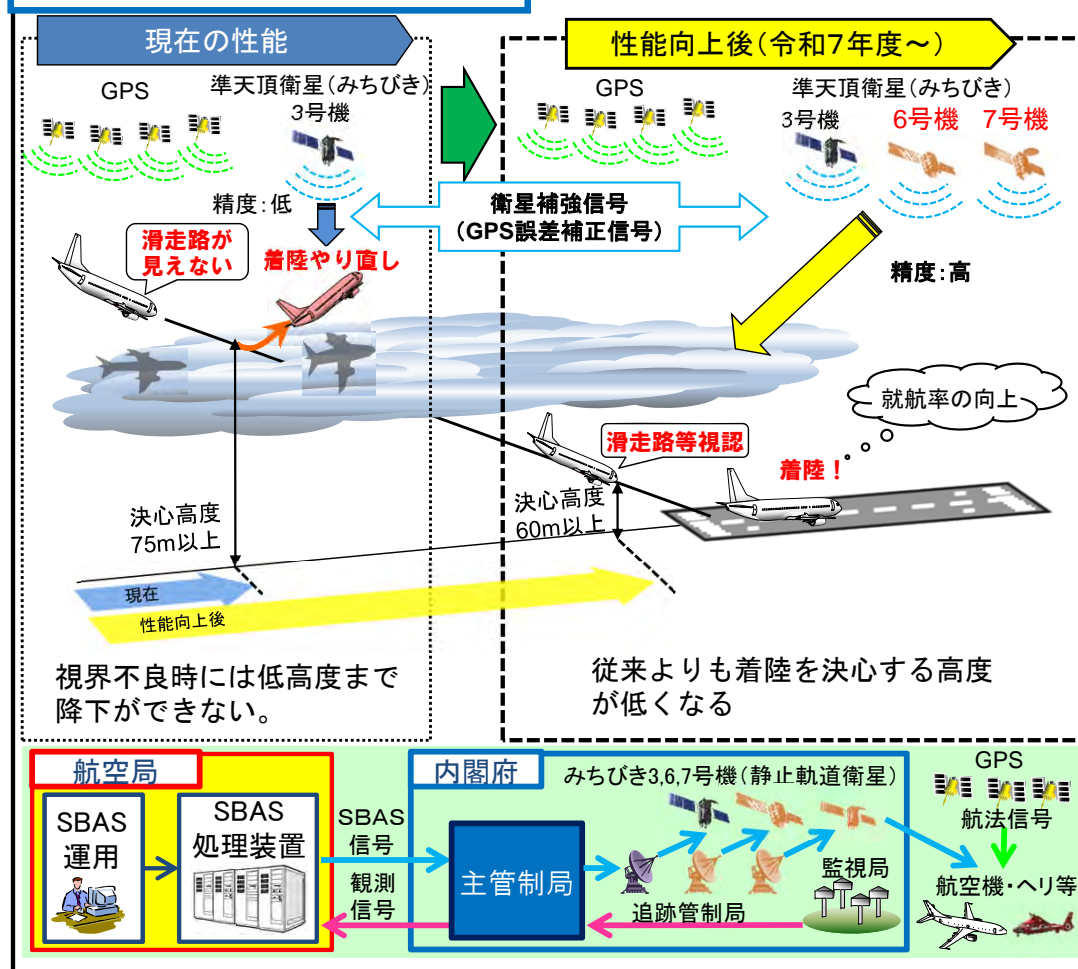 現在の性能
GPS
準天頂衛星（みちびき）
3号機
精度：低
滑走路が
見えない
着陸やり直し
決心高度
75m以上
現在
性能向上後
視界不良時には低高度まで
降下ができない。
衛星補強信号
（GPS誤差補正信号）
性能向上後（令和7年度～）
GPS
準天頂衛星（みちびき）
3号機
6号機
7号機
精度：高
就航率の向上
滑走路等視認
着陸！
決心高度
60m以上
従来よりも着陸を決心する高度
が低くなる
航空局
SBAS
運用
SBAS
処理装置
SBAS
信号
観測
信号
内閣府
主管制局
みちびき3,6,7号機（静止軌道衛星）
追跡管制局
監視局
GPS
航法信号
航空機・ヘリ等